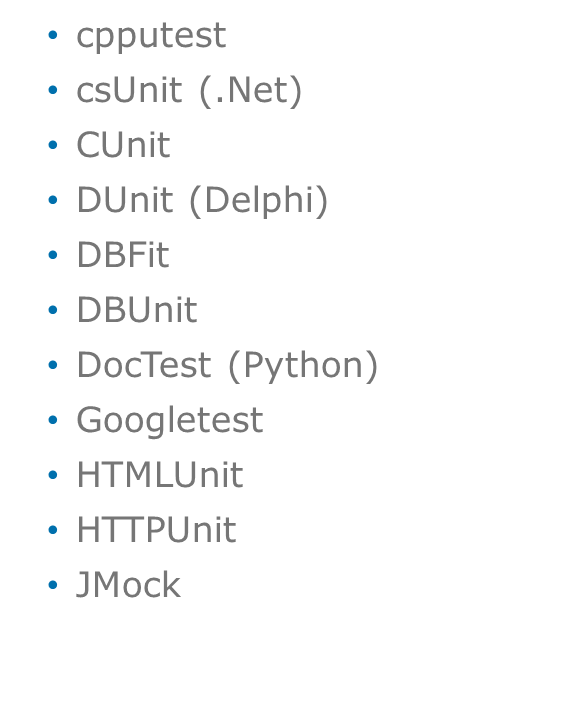 • cpputest
• csUnit (.Net)
• CUnit
• DUnit (Delphi)
• DBFit
• DBUnit
• DocTest (Python)
• Googletest
• HTMLUnit
• HTTPUnit
• JMock